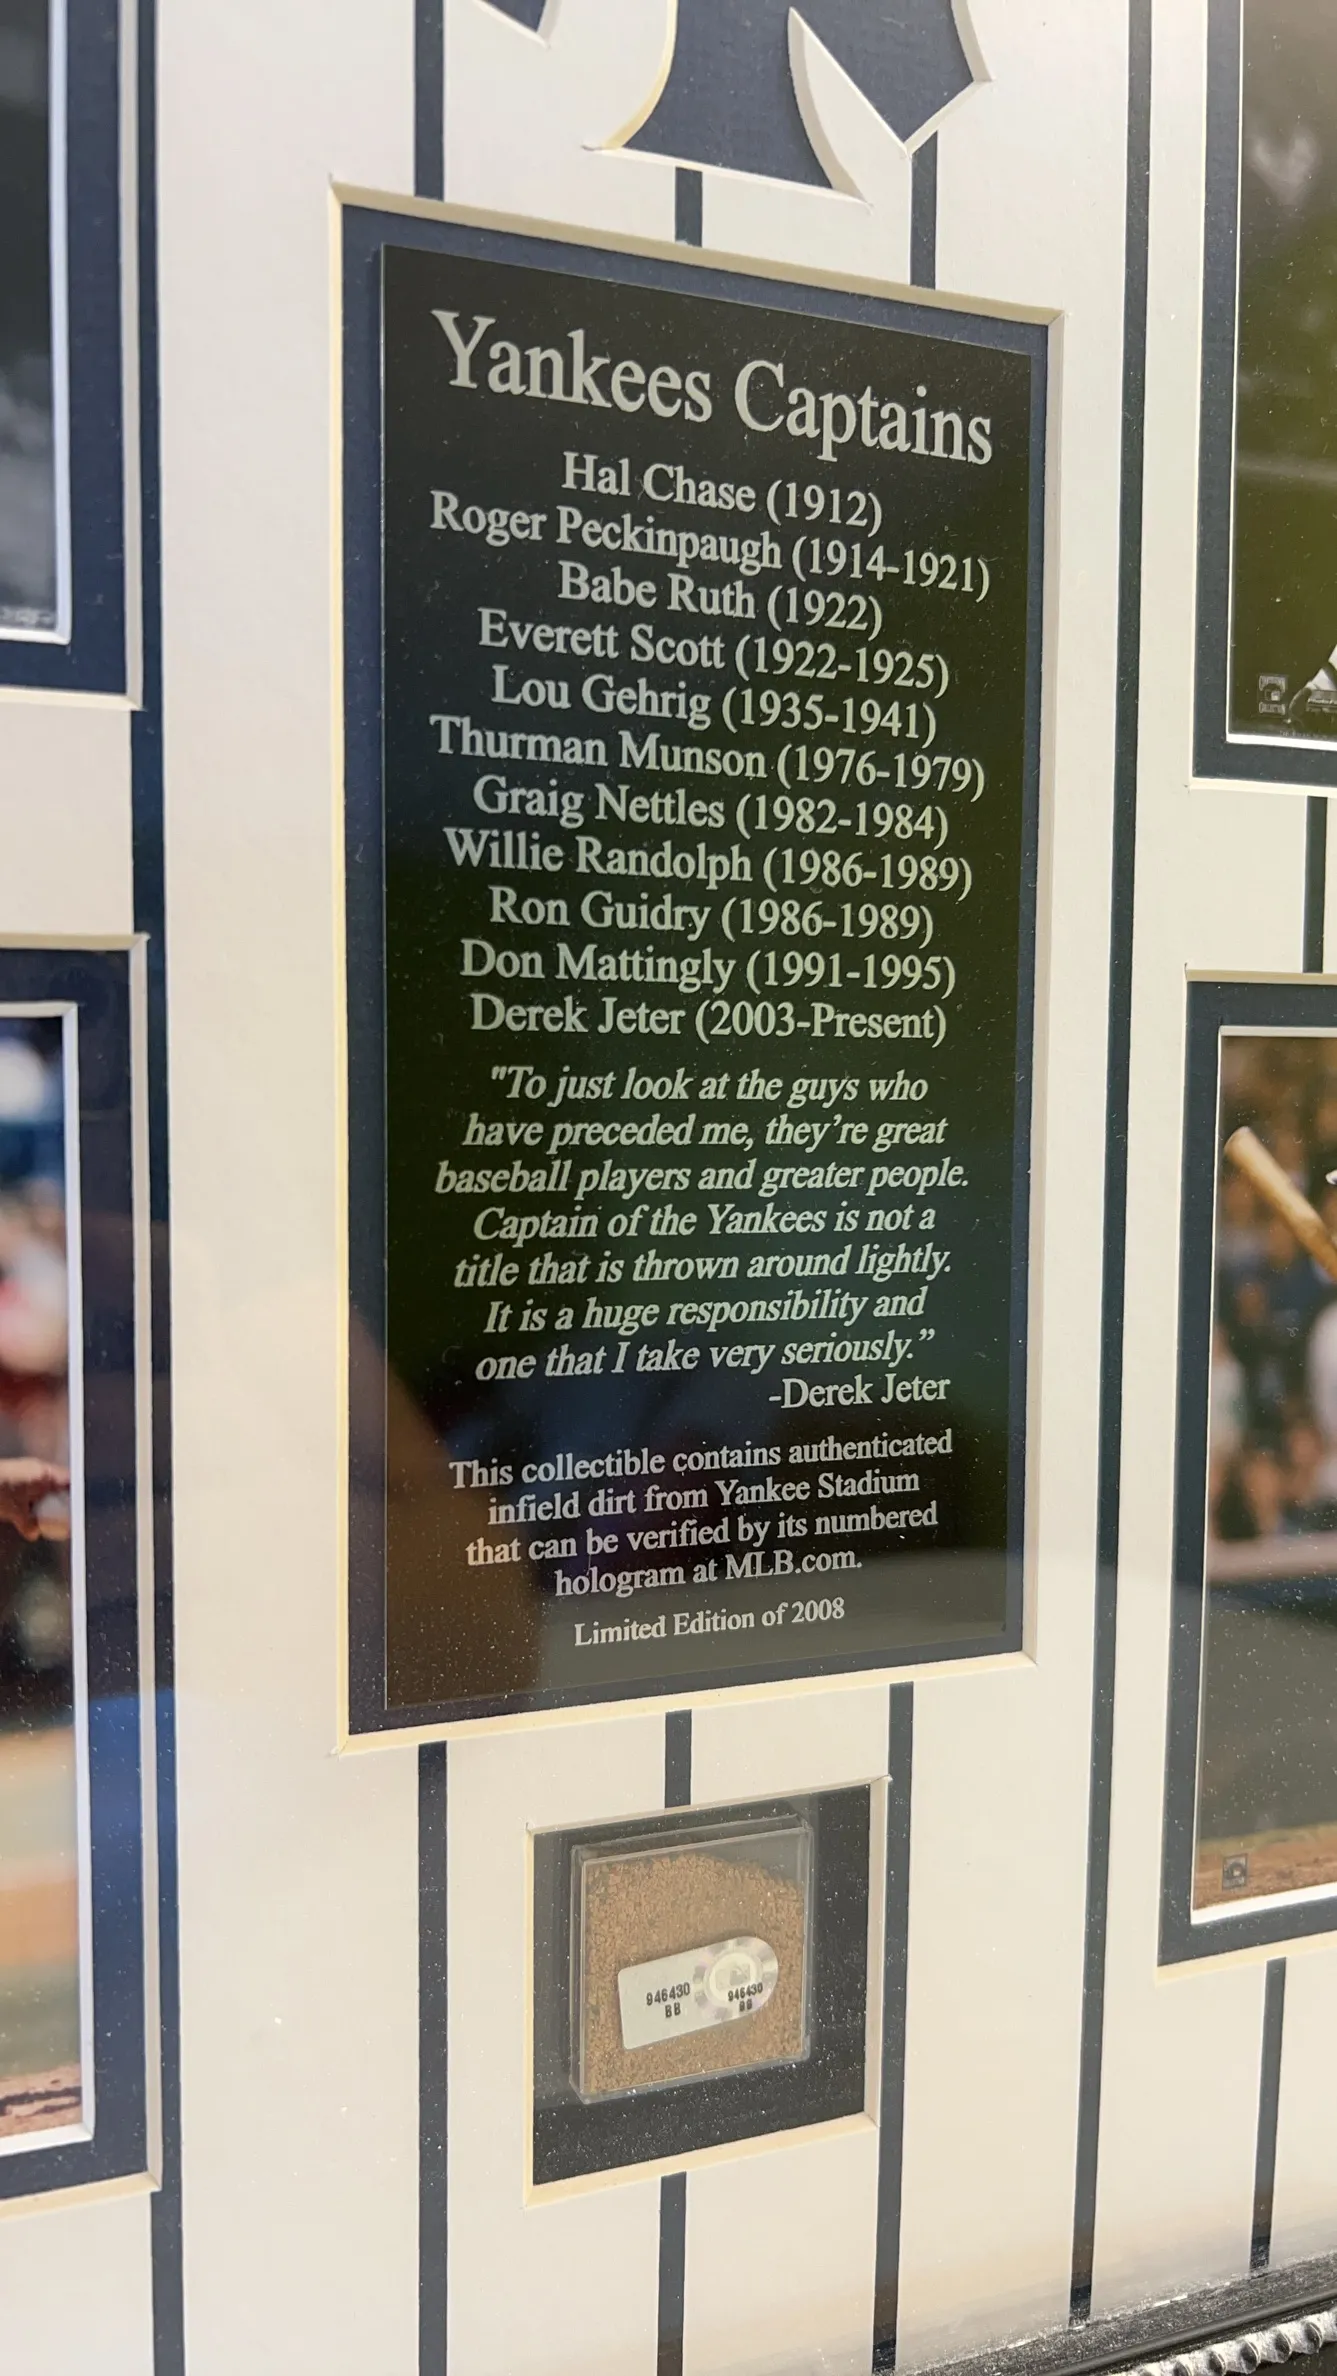 Yankees Captains
Hal Chase (1912)
Roger Peckinpaugh (1914-1921)
Babe Ruth (1922)
Everett Scott (1922-1925)
Lou Gehrig (1935-1941)
Thurman Munson (1976-1979)
Graig Nettles (1982-1984)
Willie Randolph (1986-1989)
Ron Guidry (1986-1989)
Don Mattingly (1991-1995)
Derek Jeter (2003-Present)
"To just look at the guys who
have preceded me, they're great
baseball players and greater people.
Captain of the Yankees is not a
title that is thrown around lightly.
It is a huge responsibility and
one that I take very seriously.”
-Derek Jeter
This collectible contains authenticated
infield dirt from Yankee Stadium
that can be verified by its numbered
hologram at MLB.com.
Limited Edition of 2008
946430
BB
946430
BB